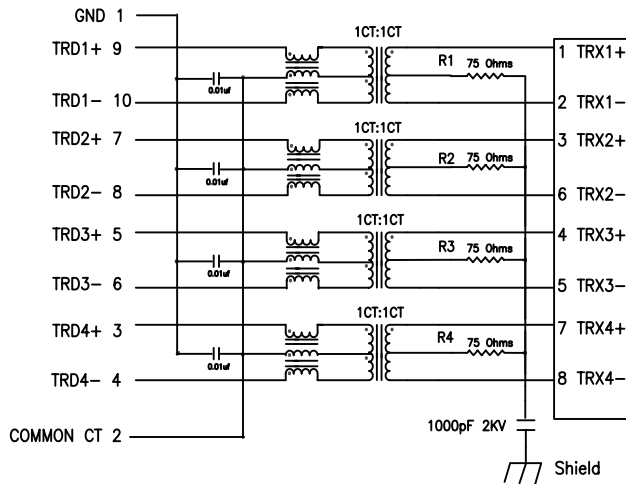 GND 1
1CT:1CT
TRD1+ 9
R1 75 Ohms
1 TRX1+
0.01uf
TRD1- 10
2 TRX1-
1CT:1CT
TRD2+ 7
3 TRX2+
R2 75 Ohms
0.01uf
TRD2- 8
6 TRX2-
1CT:1CT
TRD3+ 5
4 TRX3+
R3 75 Ohms
0.01uf
TRD3- 6
5 TRX3-
1CT:1CT
TRD4+ 3
7 TRX4+
R4 75 Ohms
0.01uf
TRD4- 4
8 TRX4-
1000pF 2KV
COMMON CT 2
Shield